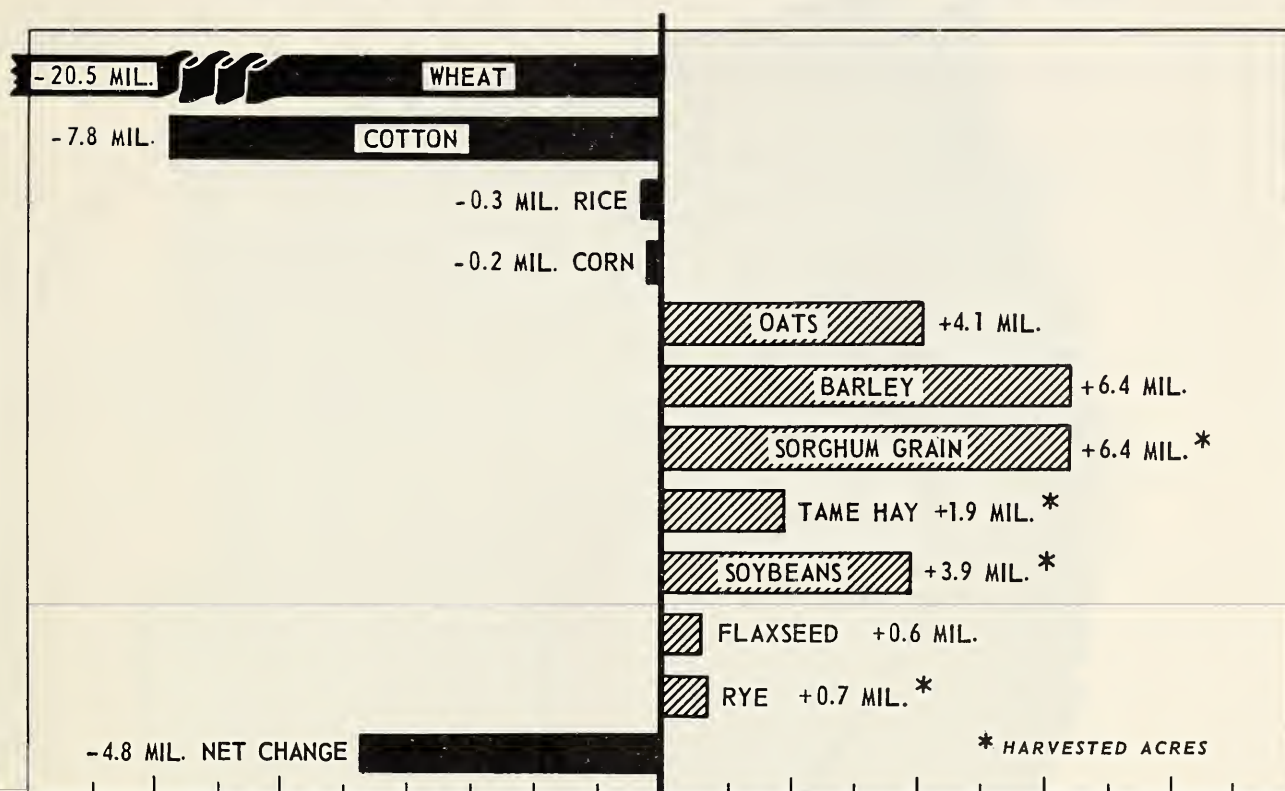 - 20.5 MIL. WHEAT
- 7.8 MIL. COTTON
- 0.3 MIL. RICE
- 0.2 MIL. CORN
OATS +4.1 MIL.
BARLEY +6.4 MIL.
SORGHUM GRAIN +6.4 MIL.*
TAME HAY +1.9 MIL.*
SOYBEANS +3.9 MIL.*
FLAXSEED +0.6 MIL.
RYE +0.7 MIL.*
-4.8 MIL. NET CHANGE
* HARVESTED ACRES